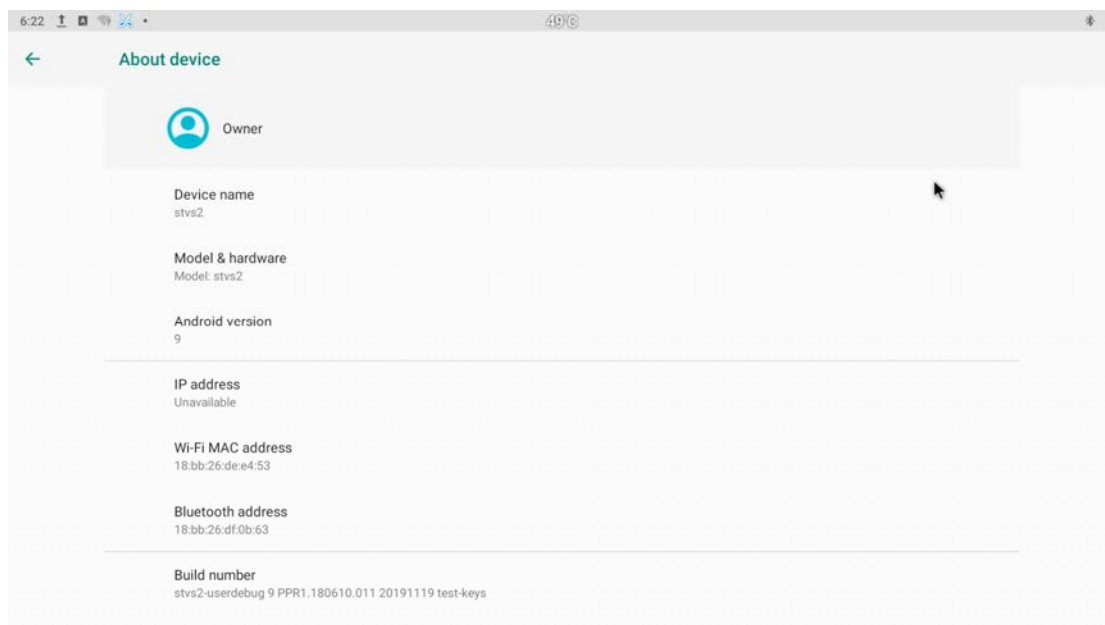 6:22
49°C
About device
Owner
Device name
stvs2
Model & hardware
Model: stvs2
Android version
9
IP address
Unavailable
Wi-Fi MAC address
18:bb:26:de:e4:53
Bluetooth address
18:bb:26:df:0b:63
Build number
stvs2-userdebug 9 PPR1.180610.011 20191119 test-keys